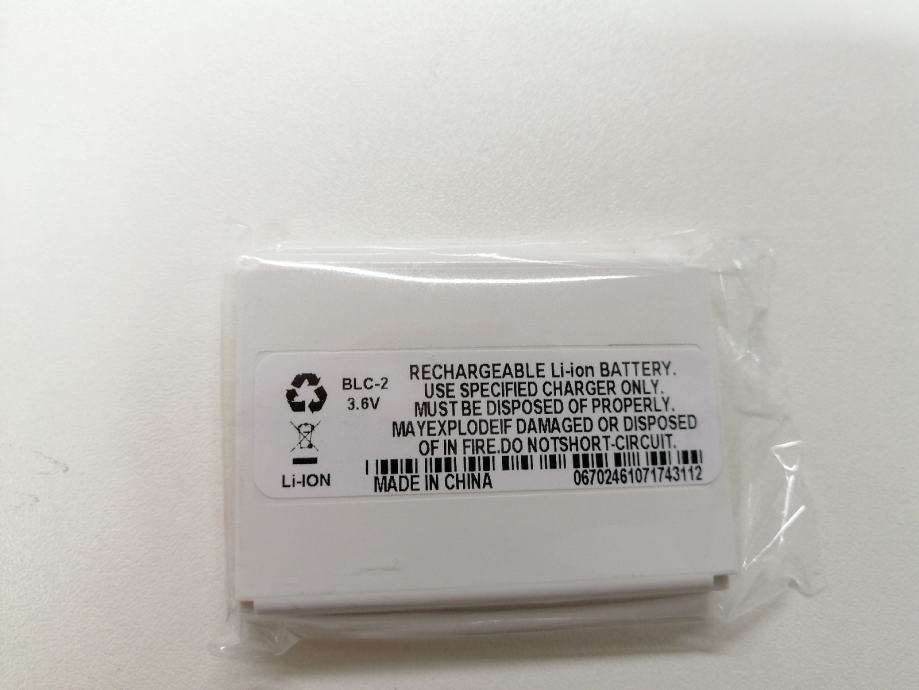 BLC-2
3.6V
Li-ION
RECHARGEABLE Li-ion BATTERY.
USE SPECIFIED CHARGER ONLY.
MUST BE DISPOSED OF PROPERLY.
MAYEXPLODEIF DAMAGED OR DISPOSED
OF IN FIRE.DO NOTSHORT-CIRCUIT.
MADE IN CHINA
06702461071743112